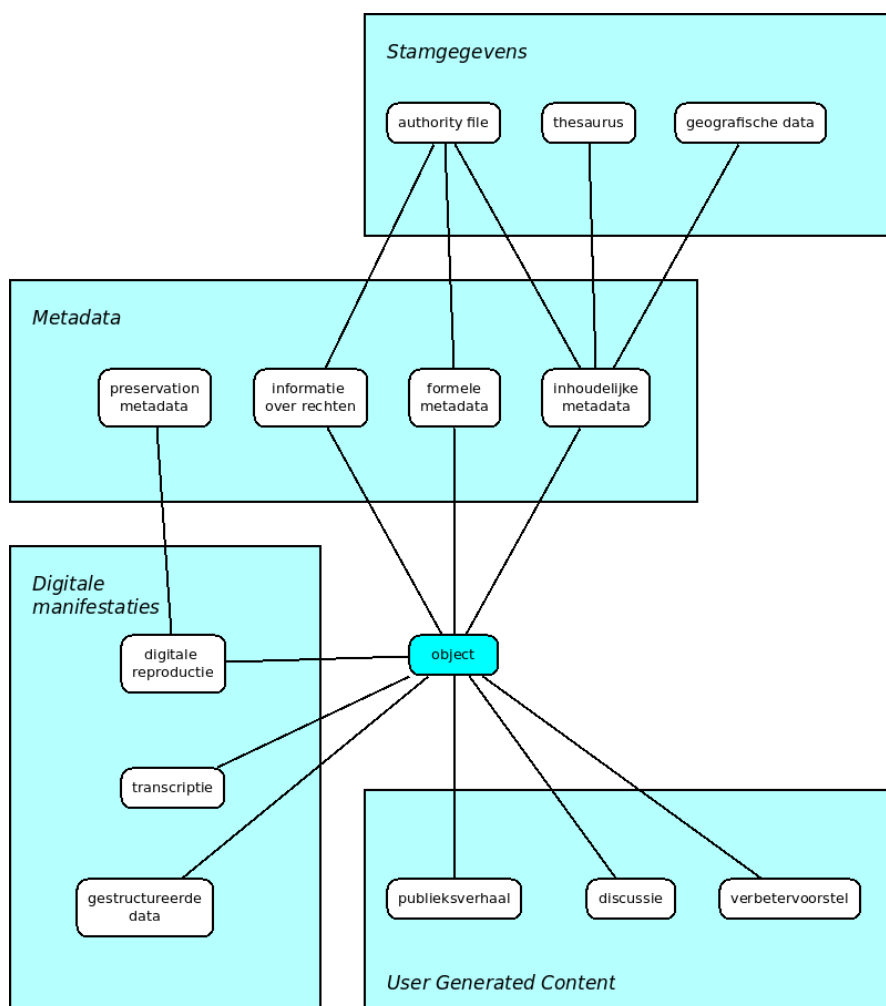 Stamgegevens
authority file
thesaurus
geografische data
Metadata
preservation
metadata
informatie
over rechten
formele
metadata
inhoudelijke
metadata
Digitale
manifestaties
digitale
reproductie
object
transcriptie
gestructureerde
data
publieksverhaal
discussie
verbetervoorstel
User Generated Content